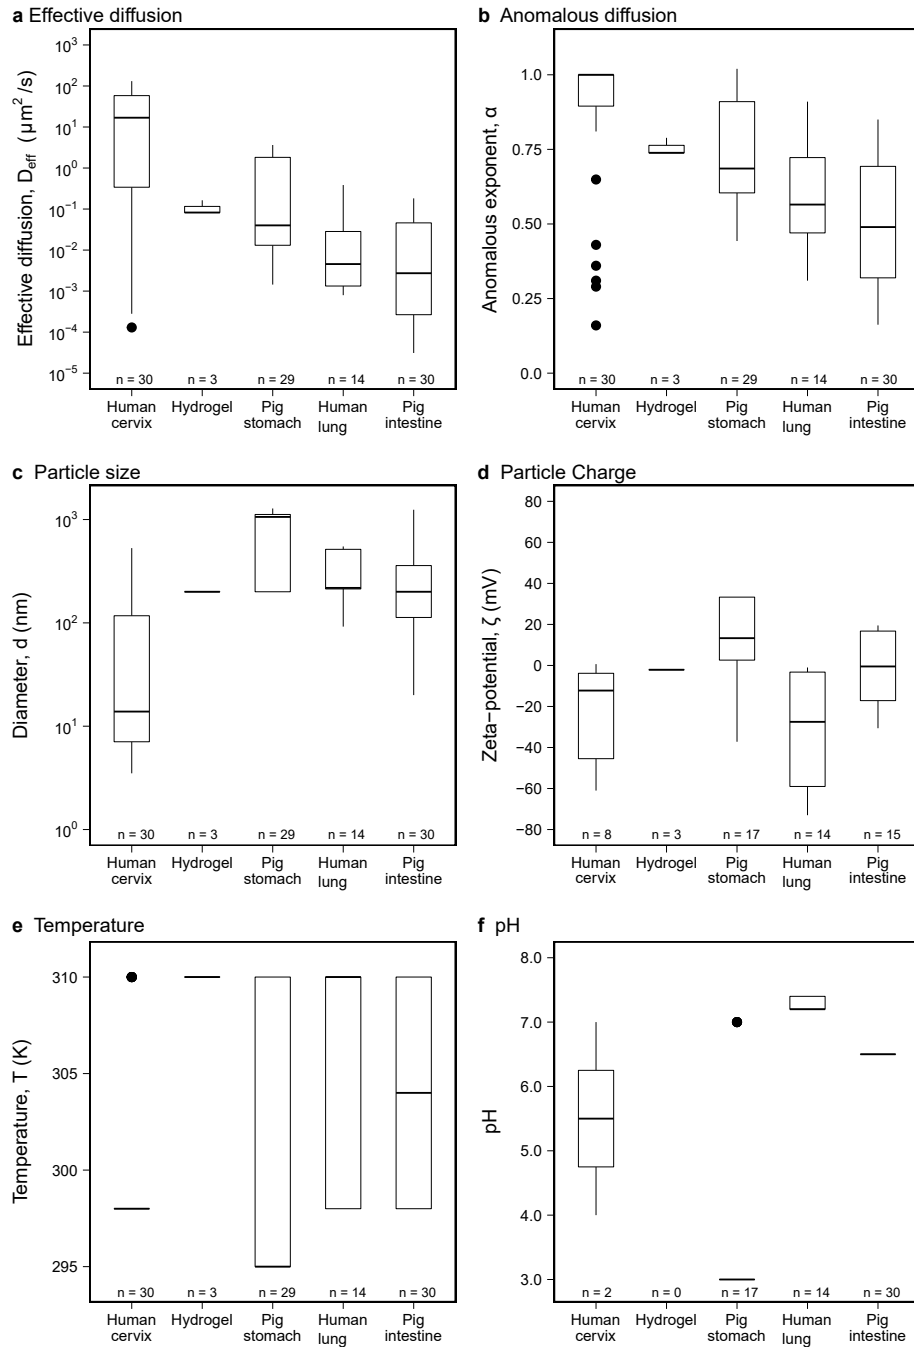 a Effective diffusion
Effective diffusion, D_eff (μm²/s)
10³
10²
10¹
10⁰
10⁻¹
10⁻²
10⁻³
10⁻⁴
10⁻⁵
n = 30 n = 3 n = 29 n = 14 n = 30
Human cervix Hydrogel Pig stomach Human lung Pig intestine
b Anomalous diffusion
Anomalous exponent, α
1.0
0.75
0.50
0.25
0.0
n = 30 n = 3 n = 29 n = 14 n = 30
Human cervix Hydrogel Pig stomach Human lung Pig intestine
c Particle size
Diameter, d (nm)
10³
10²
10¹
10⁰
n = 30 n = 3 n = 29 n = 14 n = 30
Human cervix Hydrogel Pig stomach Human lung Pig intestine
d Particle Charge
Zeta−potential, ζ (mV)
80
60
40
20
0
−20
−40
−60
−80
n = 8 n = 3 n = 17 n = 14 n = 15
Human cervix Hydrogel Pig stomach Human lung Pig intestine
e Temperature
Temperature, T (K)
310
305
300
295
n = 30 n = 3 n = 29 n = 14 n = 30
Human cervix Hydrogel Pig stomach Human lung Pig intestine
f pH
pH
8.0
7.0
6.0
5.0
4.0
3.0
n = 2 n = 0 n = 17 n = 14 n = 30
Human cervix Hydrogel Pig stomach Human lung Pig intestine